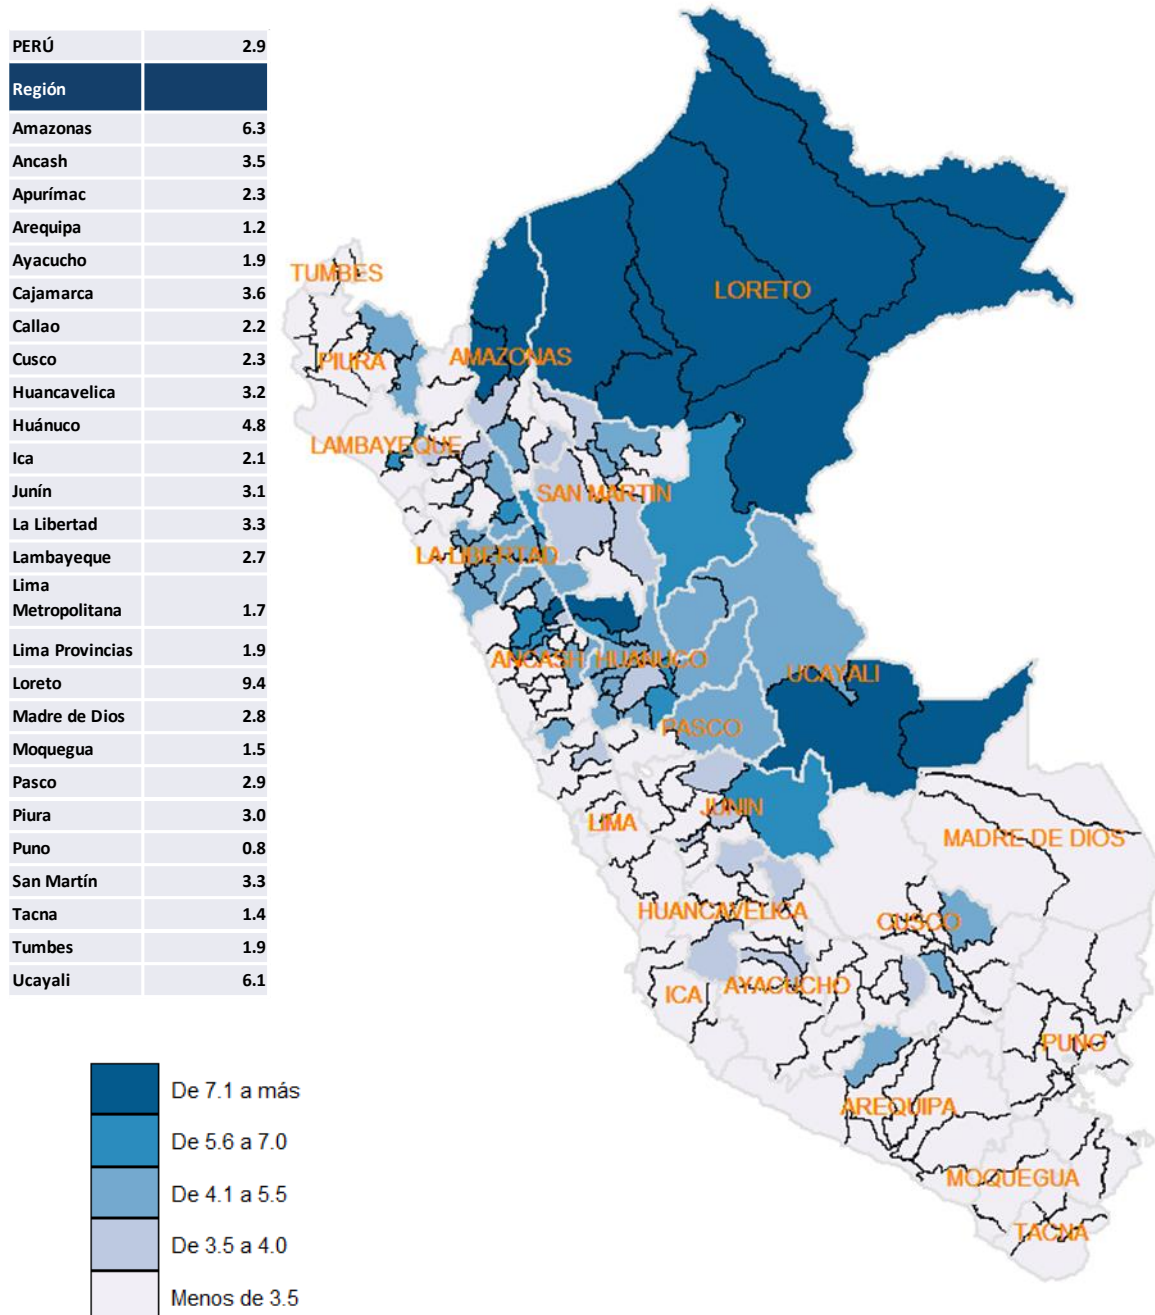 PERÚ 2.9
Región
Amazonas 6.3
Ancash 3.5
Apurímac 2.3
Arequipa 1.2
Ayacucho 1.9
Cajamarca 3.6
Callao 2.2
Cusco 2.3
Huancavelica 3.2
Huánuco 4.8
Ica 2.1
Junín 3.1
La Libertad 3.3
Lambayeque 2.7
Lima
Metropolitana 1.7
Lima Provincias 1.9
Loreto 9.4
Madre de Dios 2.8
Moquegua 1.5
Pasco 2.9
Piura 3.0
Puno 0.8
San Martín 3.3
Tacna 1.4
Tumbes 1.9
Ucayali 6.1
TUMBES
LORETO
PIURA
AMAZONAS
LAMBAYEQUE
SAN MARTIN
LA LIBERTAD
ANCASH
HUANUCO
UCAYALI
PASCO
LIMA
JUNIN
MADRE DE DIOS
HUANCAVELICA
CUSCO
ICA
AYACUCHO
PUNO
AREQUIPA
MOQUEGUA
TACNA
De 7.1 a más
De 5.6 a 7.0
De 4.1 a 5.5
De 3.5 a 4.0
Menos de 3.5